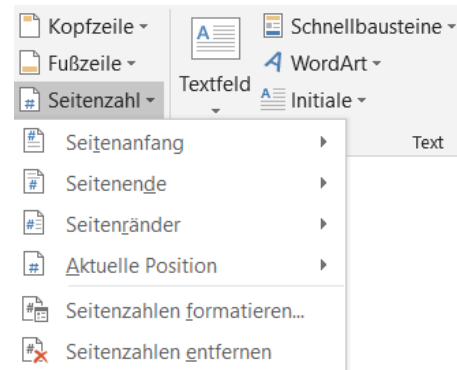 Kopfzeile
Fußzeile
Seitenzahl
Textfeld
Schnellbausteine
WordArt
Initiale
Text
Seitenanfang
Seitenende
Seitenränder
Aktuelle Position
Seitenzahlen formatieren...
Seitenzahlen entfernen